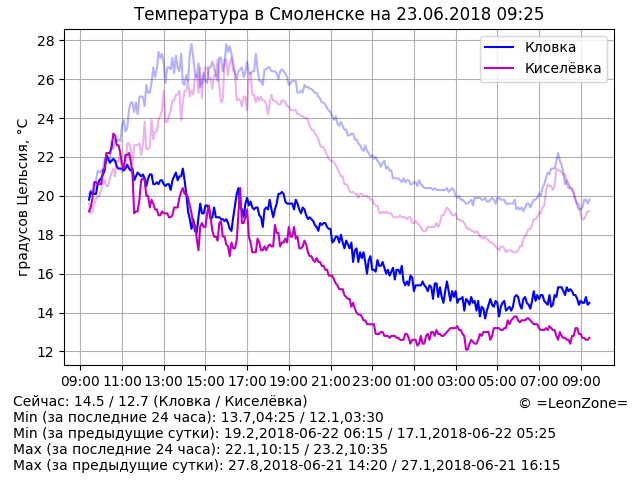 Температура в Смоленске на 23.06.2018 09:25
градусов Цельсия, °C
28
26
24
22
20
18
16
14
12
Кловка
Киселёвка
09:00 11:00 13:00 15:00 17:00 19:00 21:00 23:00 01:00 03:00 05:00 07:00 09:00
Сейчас: 14.5 / 12.7 (Кловка / Киселёвка)
© =LeonZone=
Min (за последние 24 часа): 13.7,04:25 / 12.1,03:30
Min (за предыдущие сутки): 19.2,2018-06-22 06:15 / 17.1,2018-06-22 05:25
Max (за последние 24 часа): 22.1,10:15 / 23.2,10:35
Max (за предыдущие сутки): 27.8,2018-06-21 14:20 / 27.1,2018-06-21 16:15